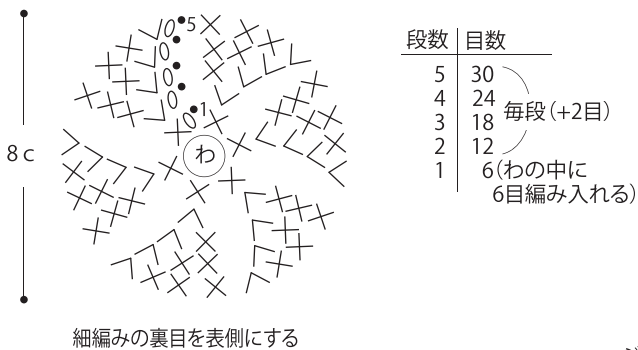 5
1
わ
8c
段数 目数
5 30
4 24
3 18
2 12
毎段(+2目)
1 6(わの中に
6目編み入れる)
細編みの裏目を表側にする